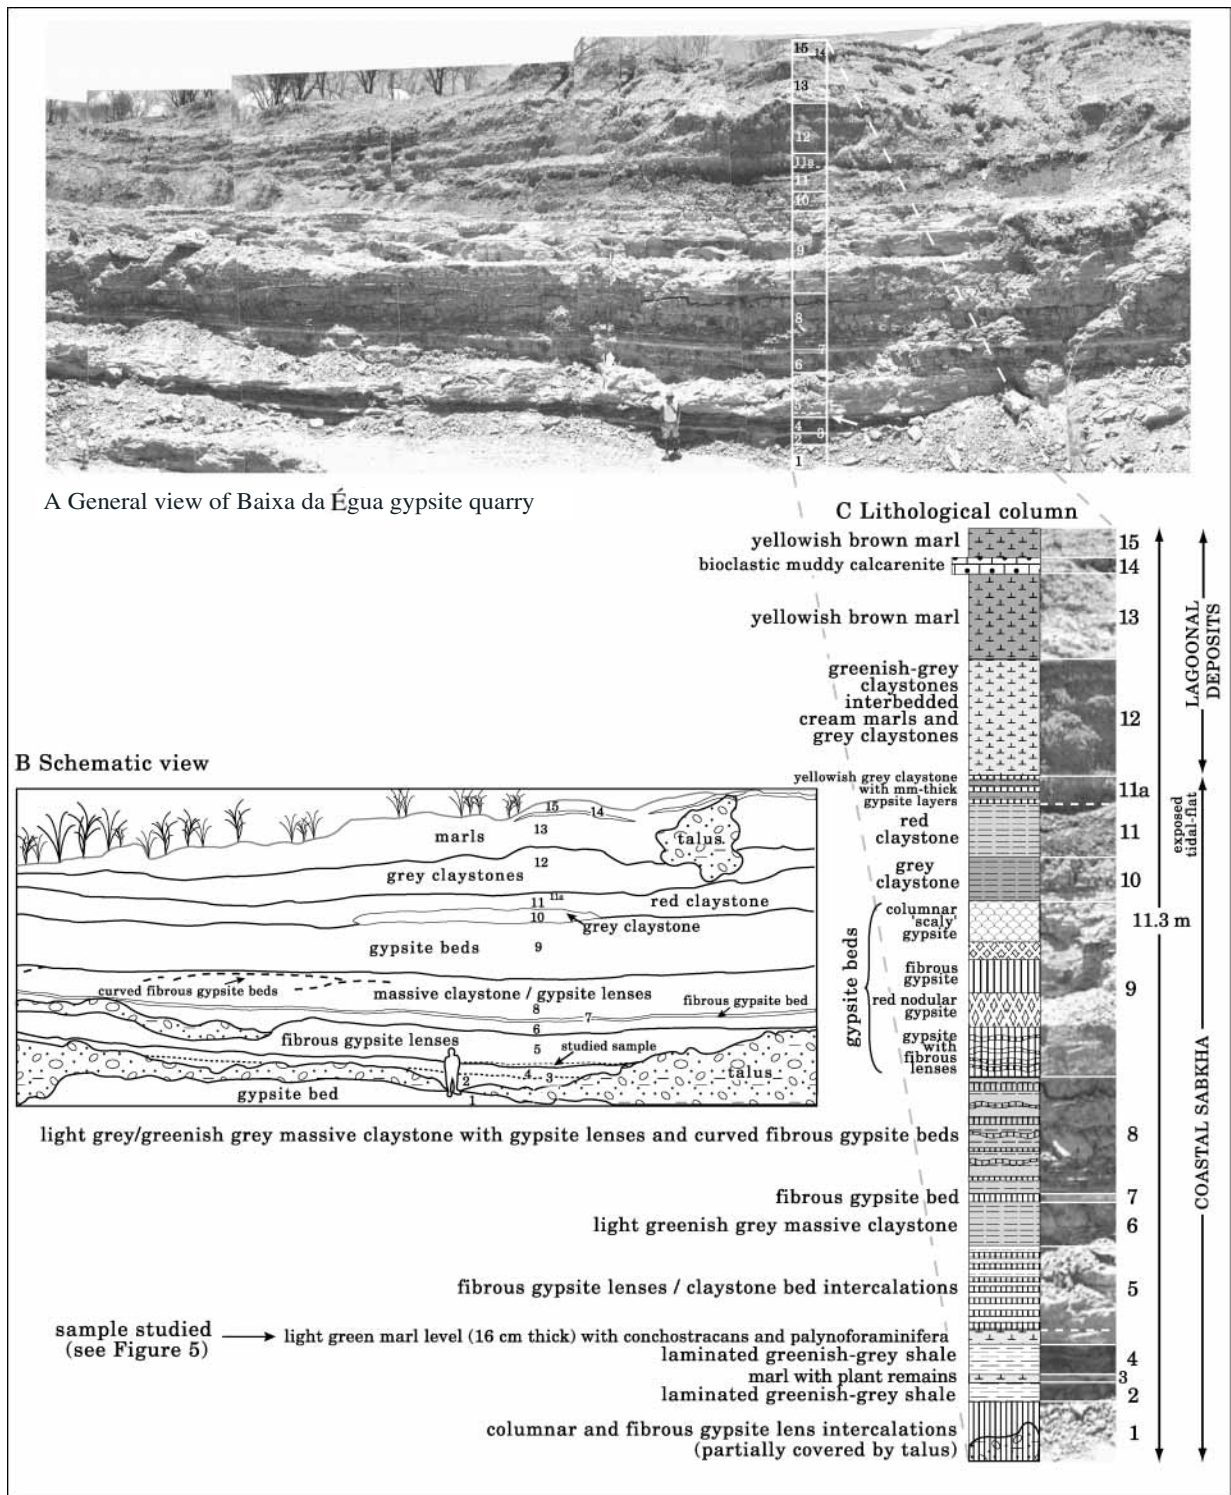 15 14
13
12
11a
11
10
9
8
7
6
5
4
3
2
1
A General view of Baixa da Égua gypsite quarry
C Lithological column
yellowish brown marl
15
bioclastic muddy calcarenite
14
yellowish brown marl
13
greenish-grey
claystones
interbedded
cream marls and
grey claystones
12
yellowish grey claystone
with mm-thick
gypsite layers
11a
red
claystone
11
grey
claystone
10
columnar
'scaly'
gypsite
fibrous
gypsite
red nodular
gypsite
gypsite
with
fibrous
lenses
gypsite beds
9
11.3 m
LAGOONAL
DEPOSITS
exposed
tidal-flat
COASTAL SABKHA
B Schematic view
15
14
13
marls
talus
12
grey claystones
11 11a
red claystone
10
grey claystone
gypsite beds
9
curved fibrous gypsite beds
massive claystone / gypsite lenses
fibrous gypsite bed
8
7
6
fibrous gypsite lenses
5
studied sample
4
3
2
talus
gypsite bed
1
light grey/greenish grey massive claystone with gypsite lenses and curved fibrous gypsite beds
8
fibrous gypsite bed
7
light greenish grey massive claystone
6
fibrous gypsite lenses / claystone bed intercalations
5
sample studied
(see Figure 5)
light green marl level (16 cm thick) with conchostracans and palynoforaminifera
laminated greenish-grey shale
4
marl with plant remains
3
laminated greenish-grey shale
2
columnar and fibrous gypsite lens intercalations
(partially covered by talus)
1